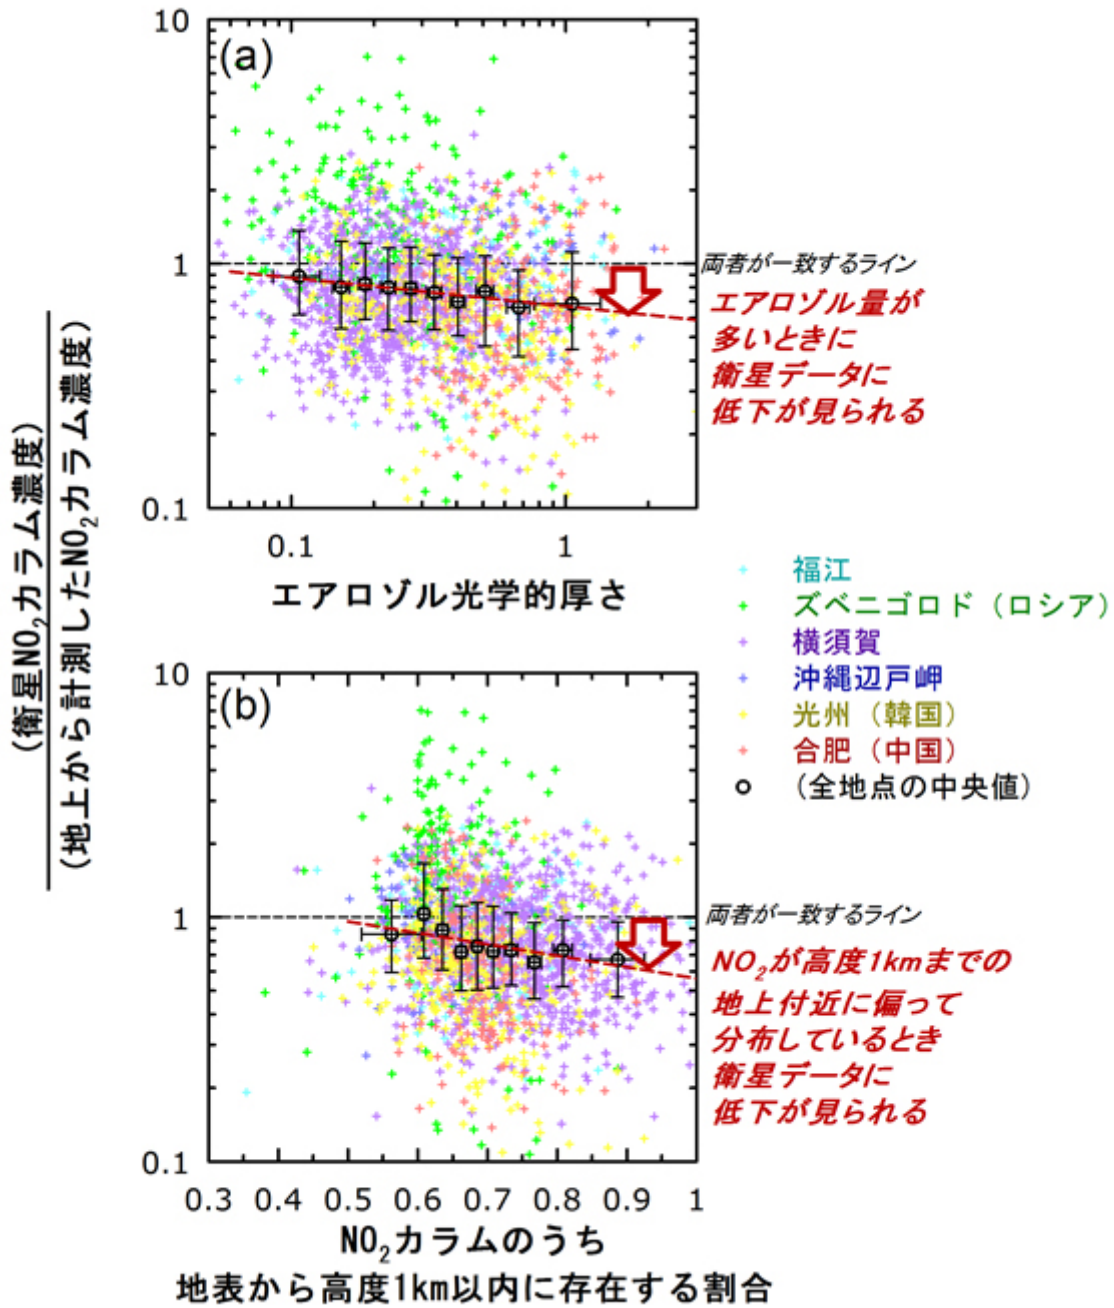 (衛星NO₂カラム濃度)
(地上から計測したNO₂カラム濃度)
(a)
10
1
0.1
0.1
1
エアロゾル光学的厚さ
両者が一致するライン
エアロゾル量が
多いときに
衛星データに
低下が見られる
福江
ズベニゴロド（ロシア）
横須賀
沖縄辺戸岬
光州（韓国）
合肥（中国）
（全地点の中央値）
(b)
10
1
0.1
0.3 0.4 0.5 0.6 0.7 0.8 0.9 1
NO₂カラムのうち
地表から高度1km以内に存在する割合
両者が一致するライン
NO₂が高度1kmまでの
地上付近に偏って
分布しているとき
衛星データに
低下が見られる